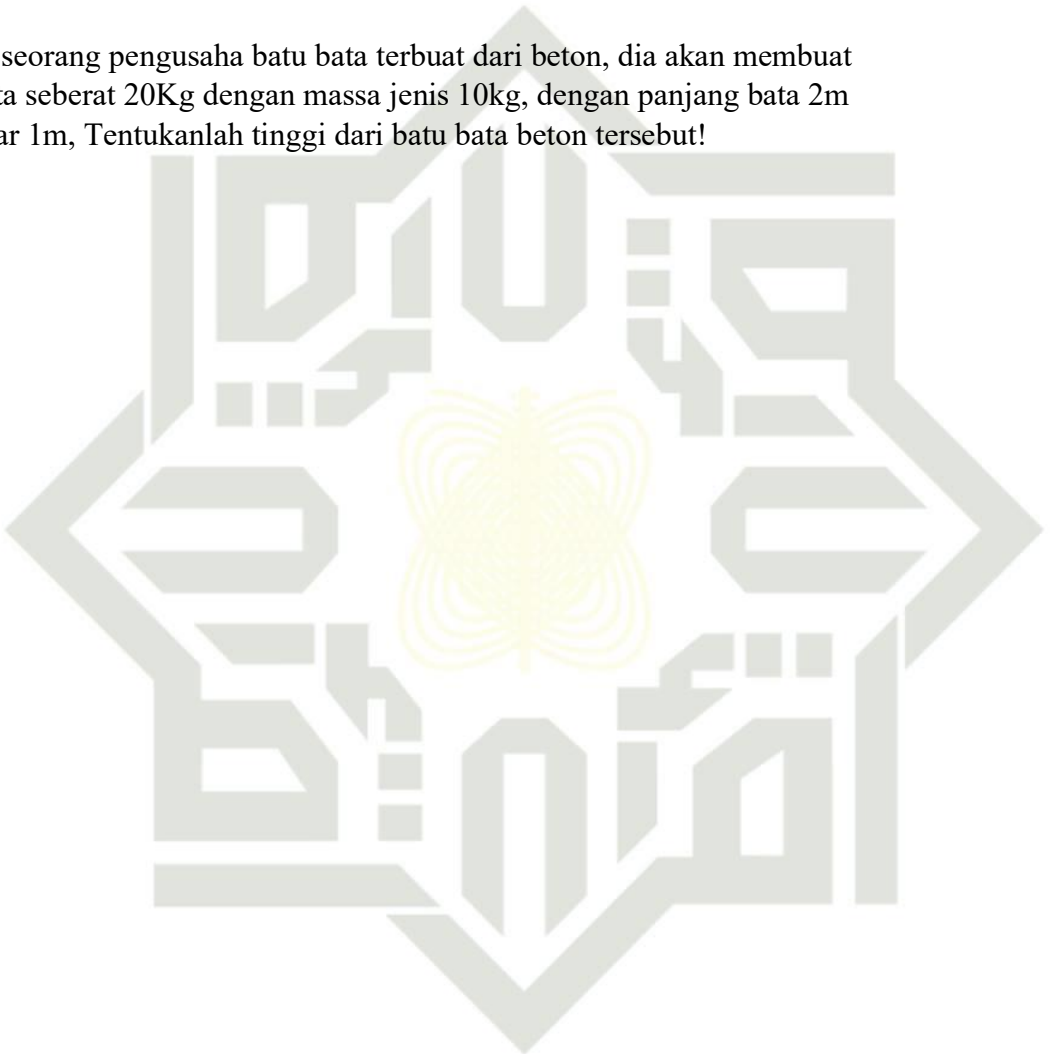 seorang pengusaha batu bata terbuat dari beton, dia akan membuat
ta seberat 20Kg dengan massa jenis 10kg, dengan panjang bata 2m
ar 1m, Tentukanlah tinggi dari batu bata beton tersebut!